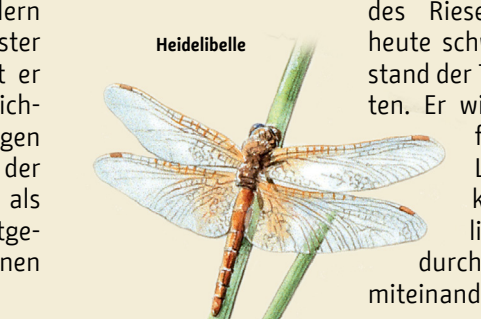 dern
ster
t er
ich-
gen
der
als
tge-
nen
Heidelibelle
des Riese
heute sch
stand der
ten. Er wi
f
L
k
li
durch
miteinand